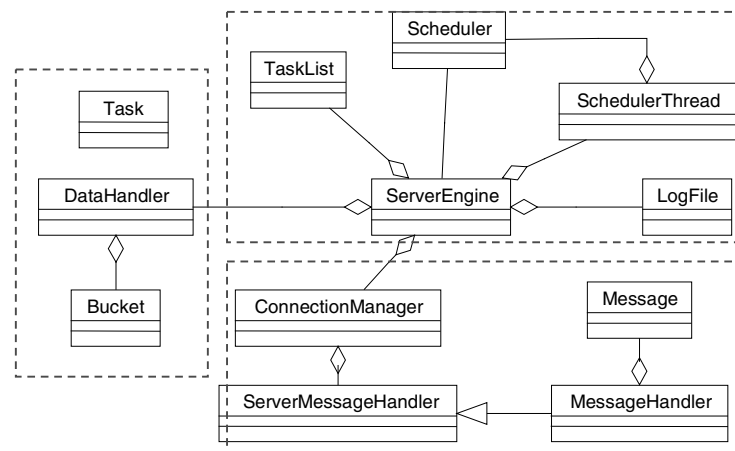 Scheduler
TaskList
SchedulerThread
Task
DataHandler
ServerEngine
LogFile
Bucket
ConnectionManager
Message
ServerMessageHandler
MessageHandler